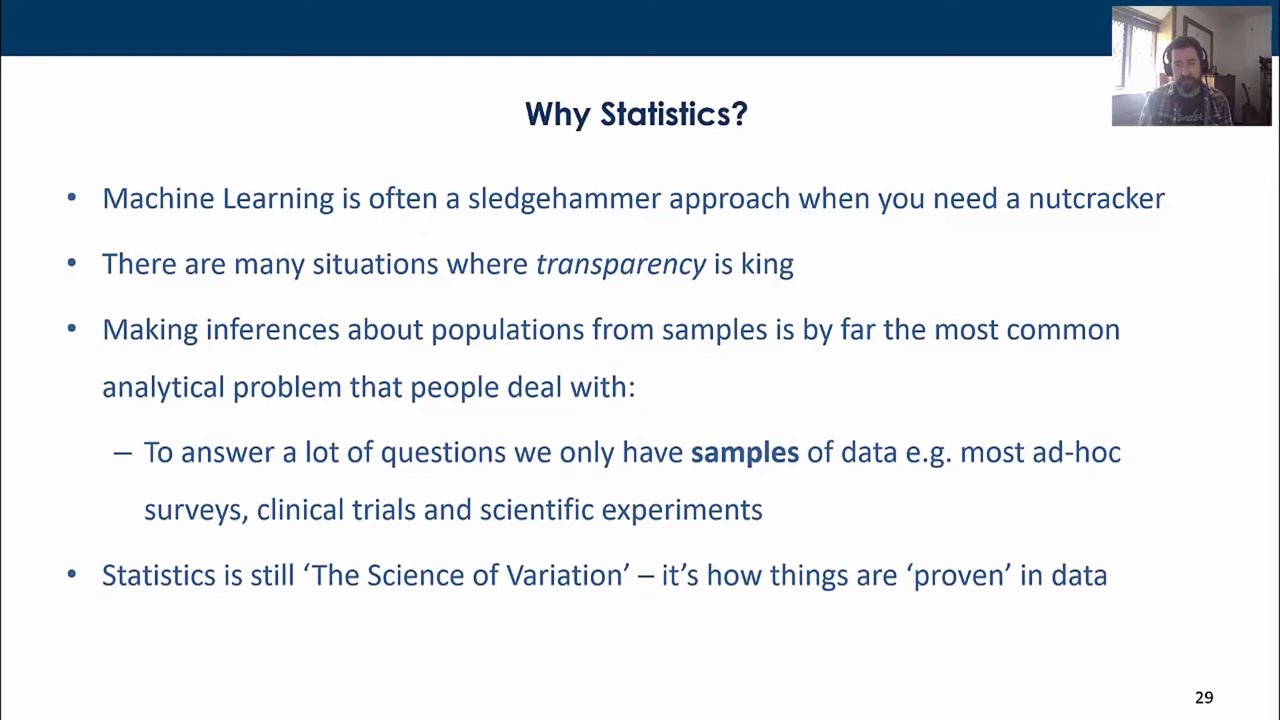 Why Statistics?
• Machine Learning is often a sledgehammer approach when you need a nutcracker
• There are many situations where transparency is king
• Making inferences about populations from samples is by far the most common
analytical problem that people deal with:
– To answer a lot of questions we only have samples of data e.g. most ad-hoc
surveys, clinical trials and scientific experiments
• Statistics is still ‘The Science of Variation’ – it’s how things are ‘proven’ in data
29